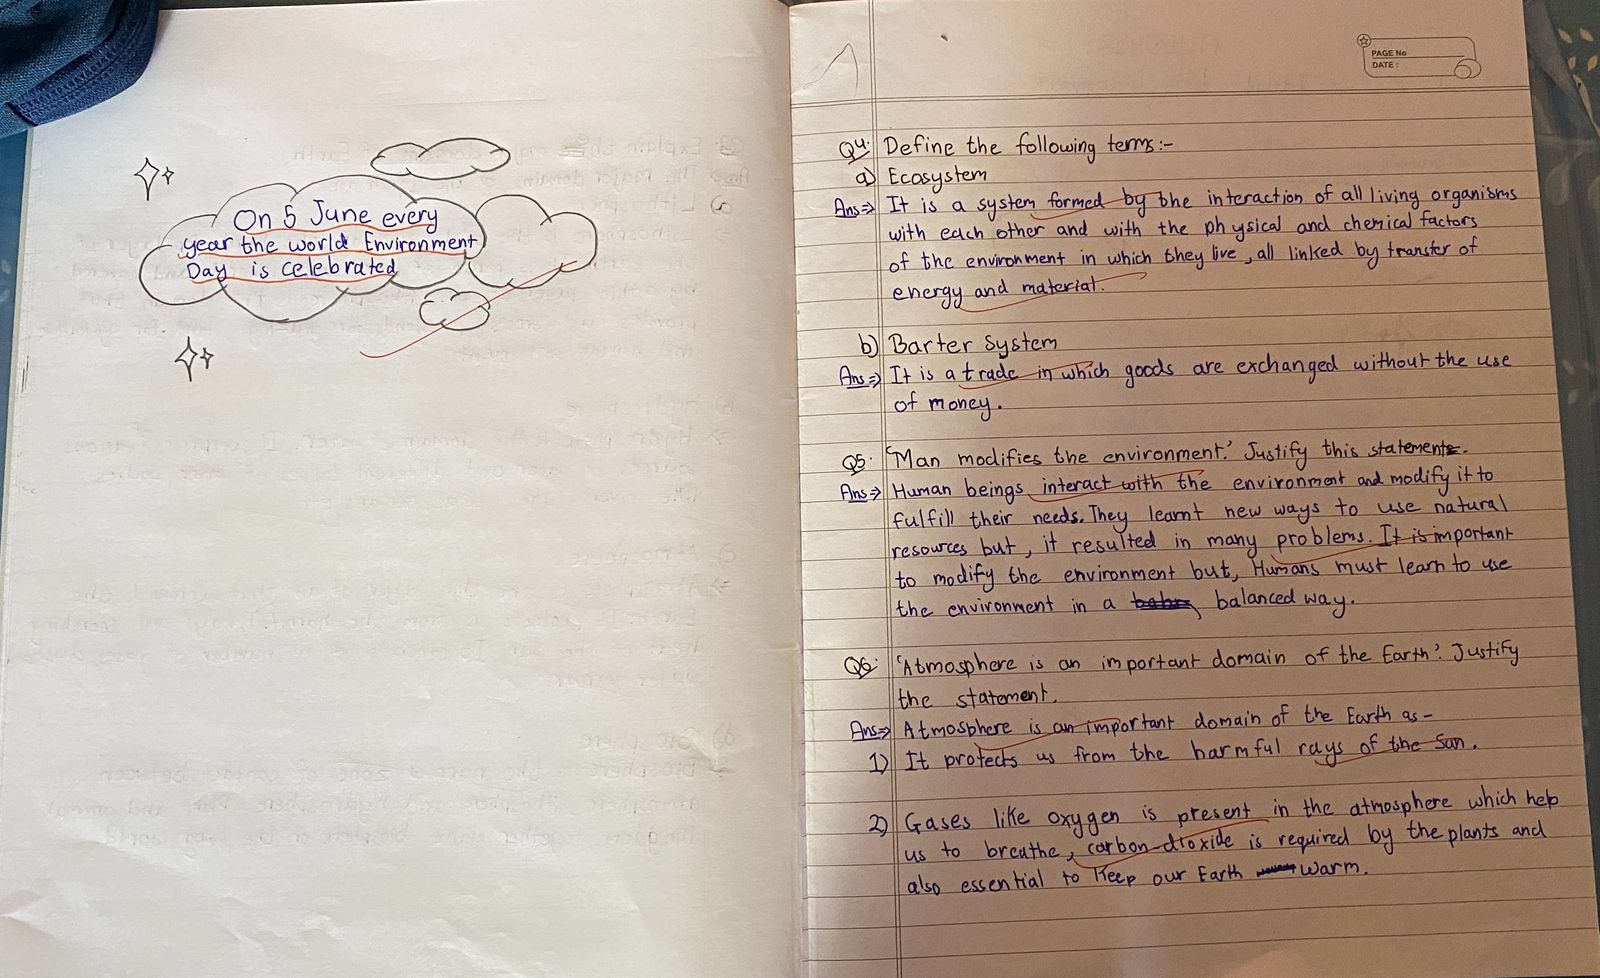 On 5 June every
year the world Environment
Day is celebrated
PAGE No
DATE :
Q4. Define the following terms:-
a) Ecosystem
Ans⇒ It is a system formed by the interaction of all living organisms
with each other and with the physical and chemical factors
of the environment in which they live, all linked by transfer of
energy and material.
b) Barter System
Ans⇒ It is a trade in which goods are exchanged without the use
of money.
Q5. 'Man modifies the environment.' Justify this statement.
Ans⇒ Human beings interact with the environment and modify it to
fulfill their needs. They learnt new ways to use natural
resources but, it resulted in many problems. It is important
to modify the environment but, Humans must learn to use
the environment in a balanced way.
Q6. 'Atmosphere is an important domain of the Earth'. Justify
the statement.
Ans⇒ Atmosphere is an important domain of the Earth as-
1) It protects us from the harmful rays of the Sun.
2) Gases like oxygen is present in the atmosphere which help
us to breathe, carbon-dioxide is required by the plants and
also essential to keep our Earth warm.